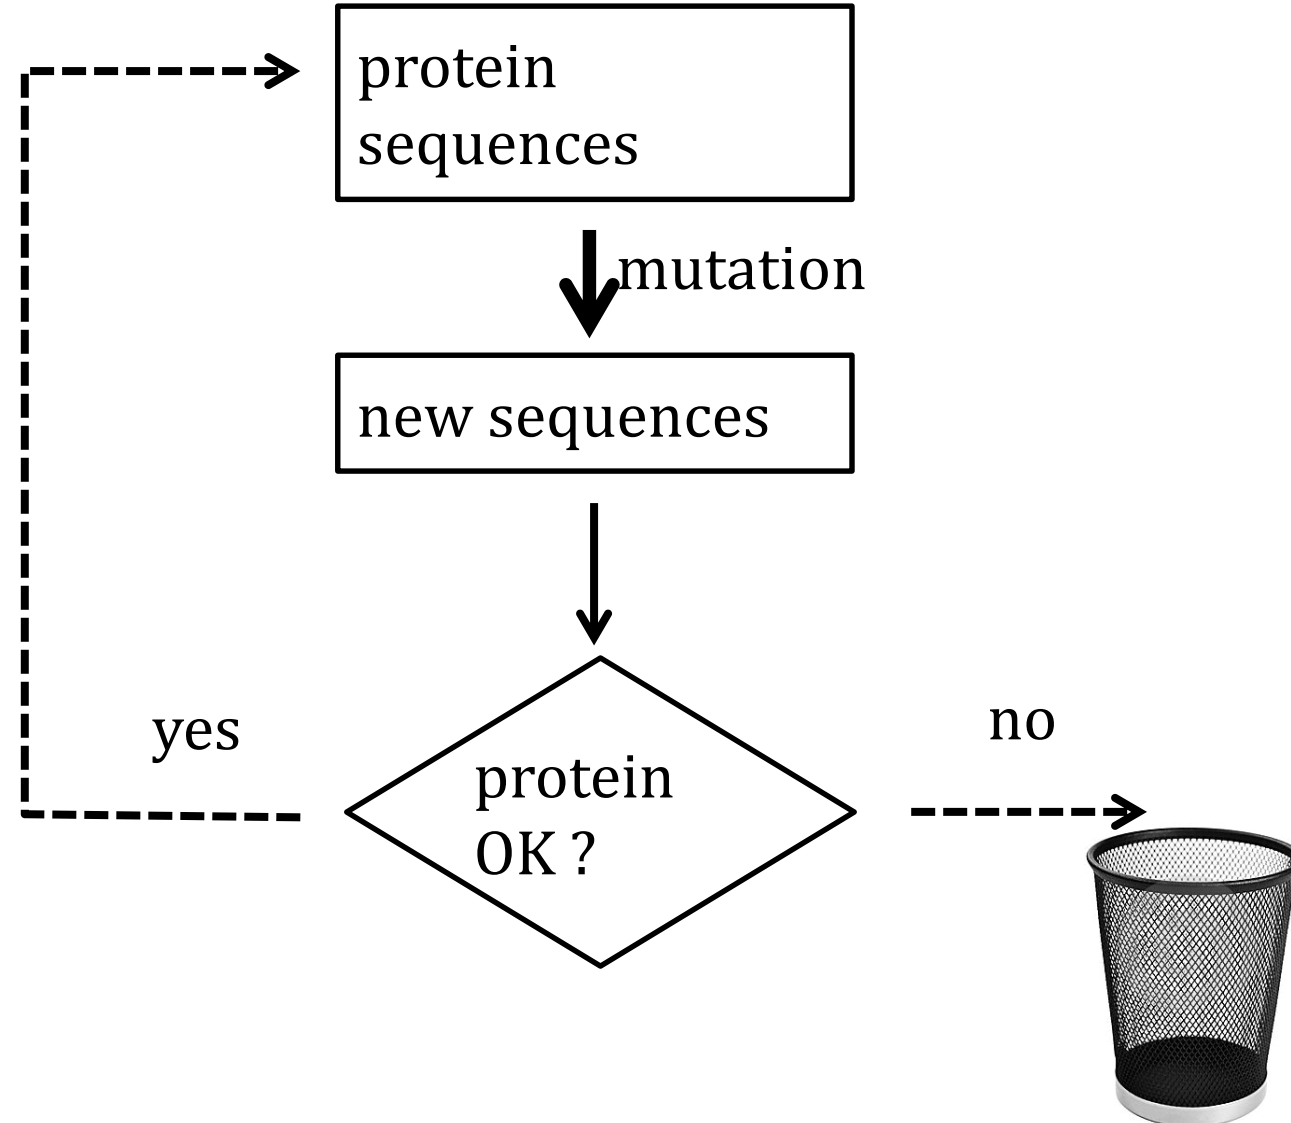 protein
sequences
mutation
new sequences
yes
no
protein
OK ?